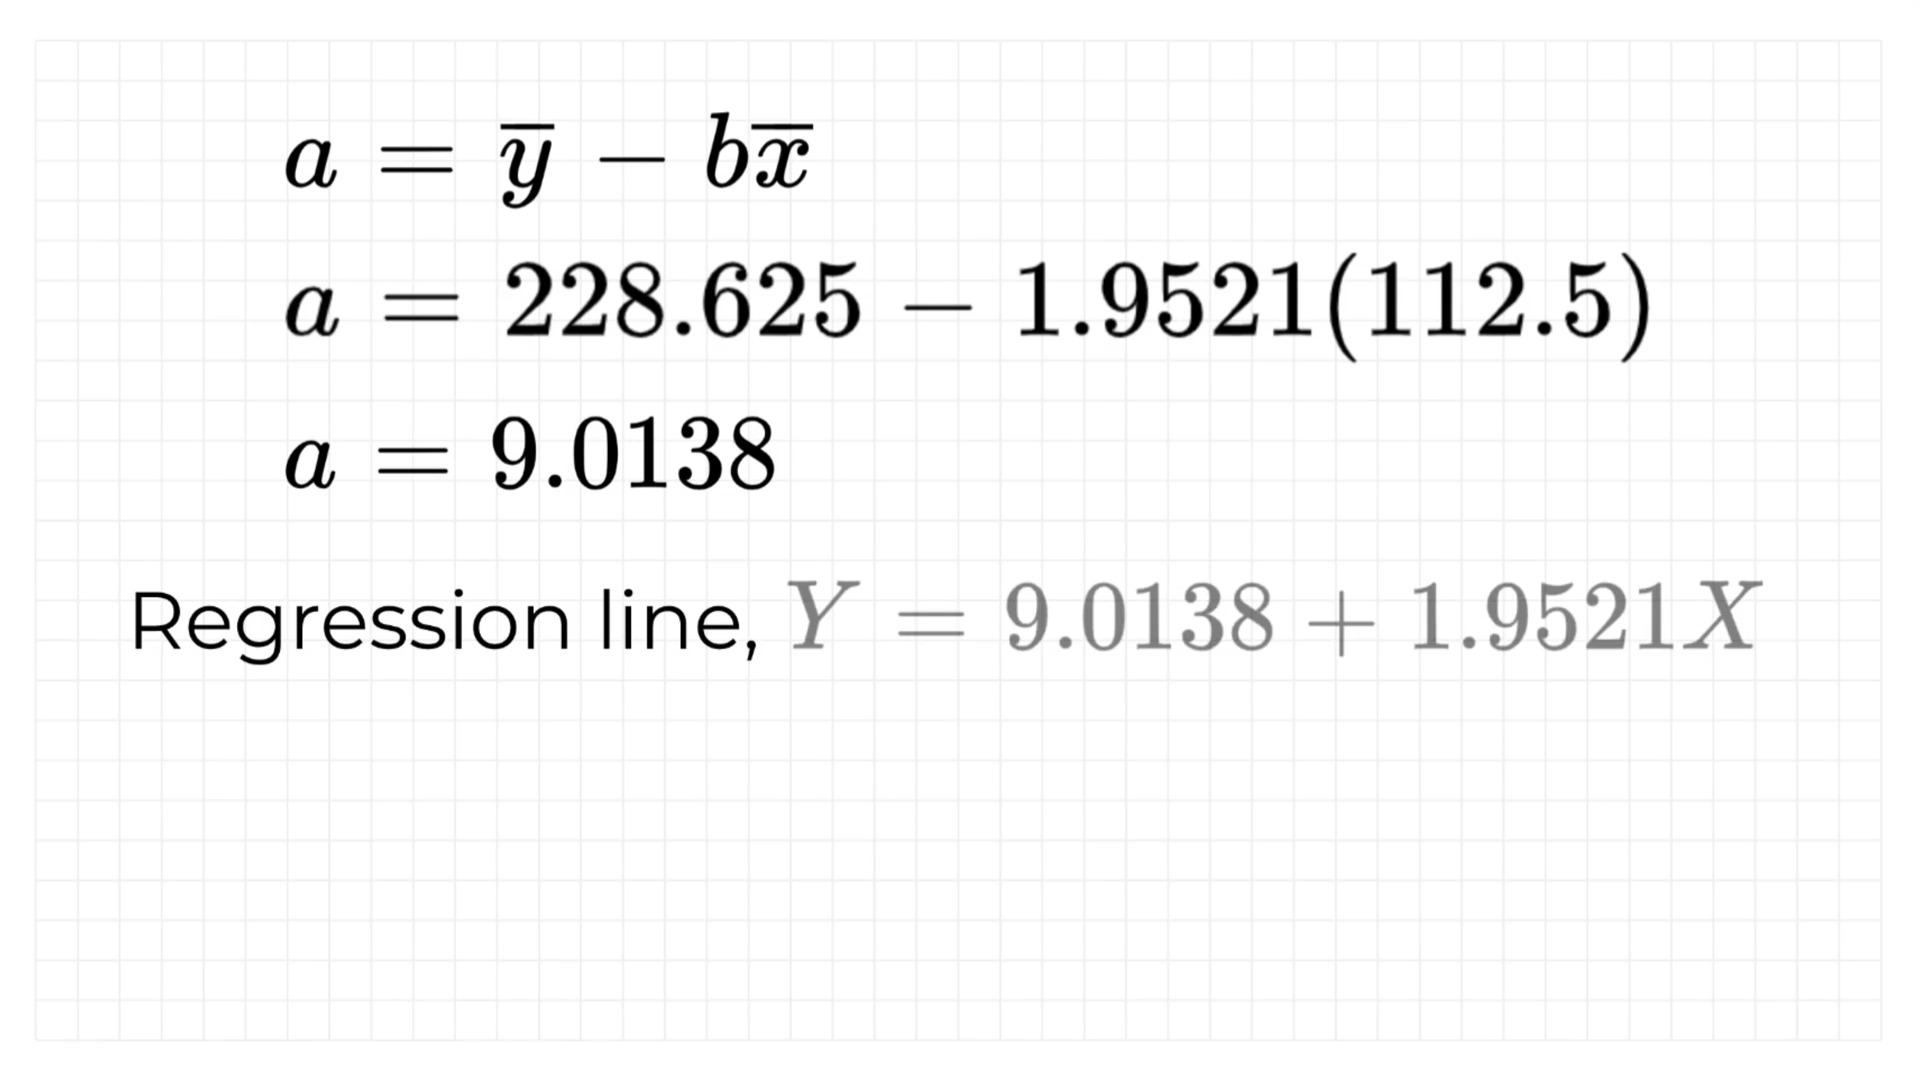 a = y̅ − bx̅
a = 228.625 − 1.9521(112.5)
a = 9.0138
Regression line, Y = 9.0138 + 1.9521X